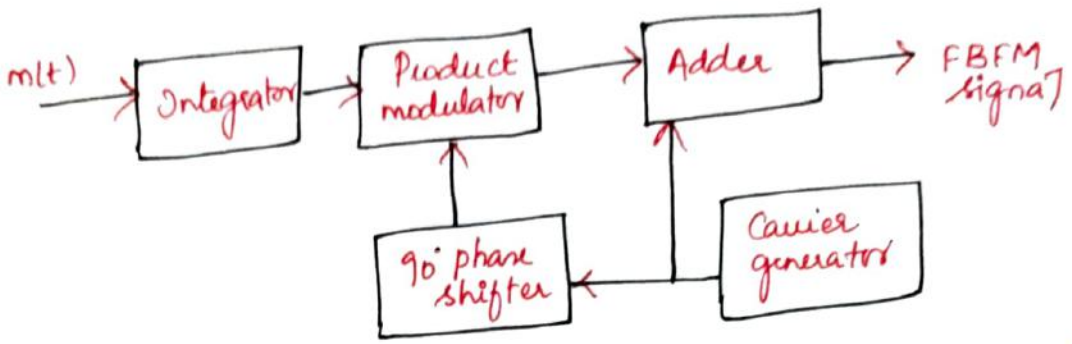 m(t)
Integrator
Product
modulator
Adder
FBFM
signal
90° phase
shifter
Carrier
generator